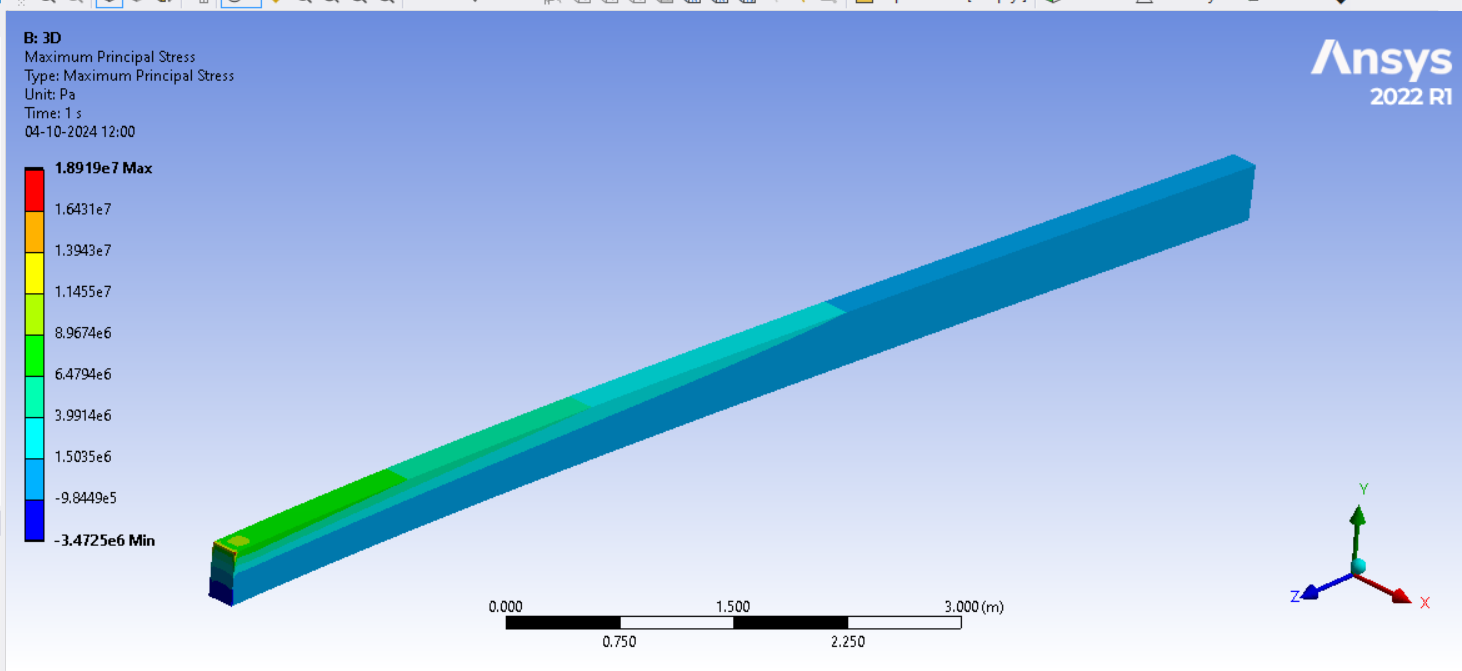 B: 3D
Maximum Principal Stress
Type: Maximum Principal Stress
Unit: Pa
Time: 1 s
04-10-2024 12:00
Ansys
2022 R1
1.8919e7 Max
1.6431e7
1.3943e7
1.1455e7
8.9674e6
6.4794e6
3.9914e6
1.5035e6
-9.8449e5
-3.4725e6 Min
0.000
1.500
3.000 (m)
0.750
2.250
Y
Z
X